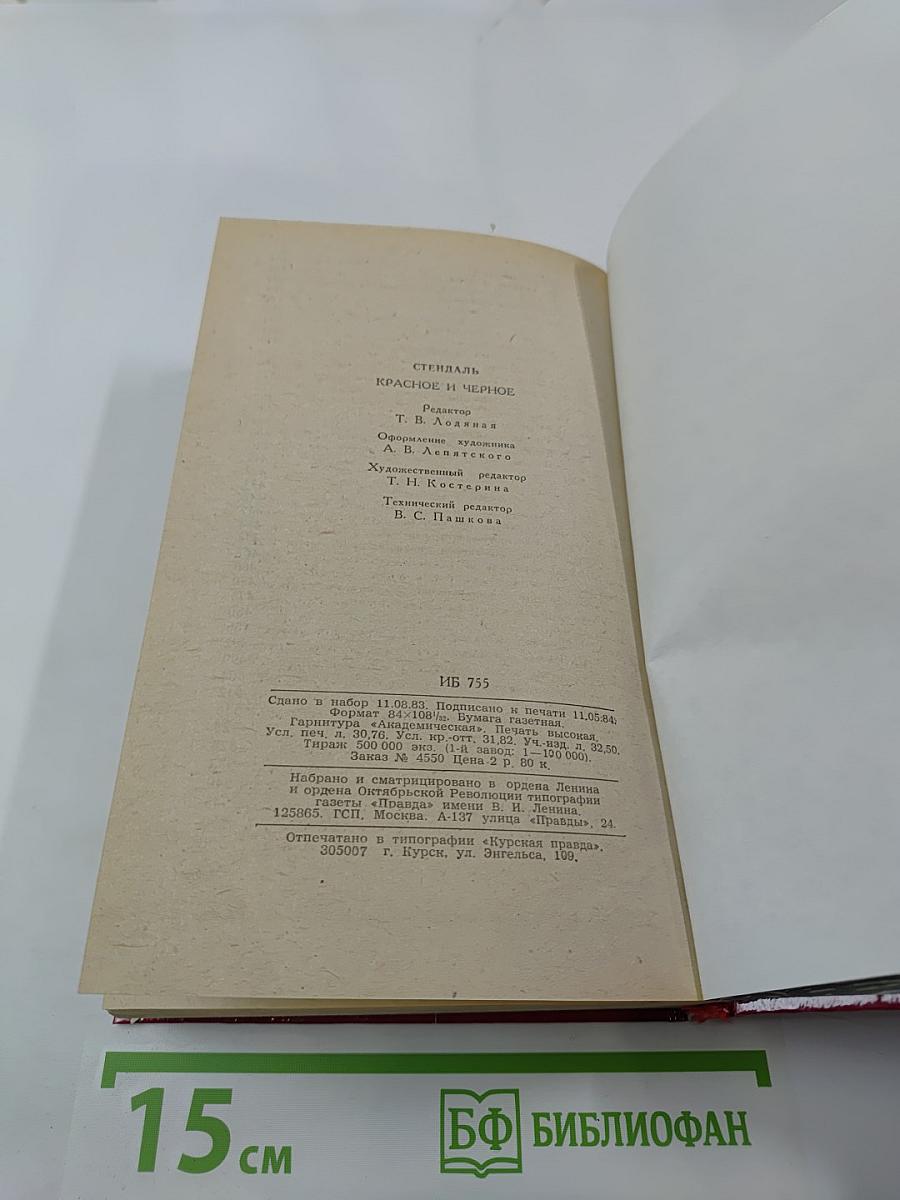 СТЕНДАЛЬ
КРАСНОЕ И ЧЕРНОЕ
Редактор
Т. В. Лодяная
Оформление художника
А. В. Лепятского
Художественный редактор
Т. Н. Костерина
Технический редактор
В. С. Пашкова
ИБ 755
Сдано в набор 11.08.83. Подписано к печати 11.05.84.
Формат 84×108¹/₃₂. Бумага газетная.
Гарнитура «Академическая». Печать высокая.
Усл. печ. л. 30,76. Усл. кр.-отт. 31,82. Уч.-изд. л. 32,50.
Тираж 500 000 экз. (1-й завод: 1—100 000).
Заказ № 4550 Цена 2 р. 80 к.
Набрано и сматрицировано в ордена Ленина
и ордена Октябрьской Революции типографии
газеты «Правда» имени В. И. Ленина.
125865. ГСП, Москва. А-137 улица «Правды», 24.
Отпечатано в типографии «Курская правда».
305007 г. Курск, ул. Энгельса, 109.
15 см
БФ БИБЛИОФАН